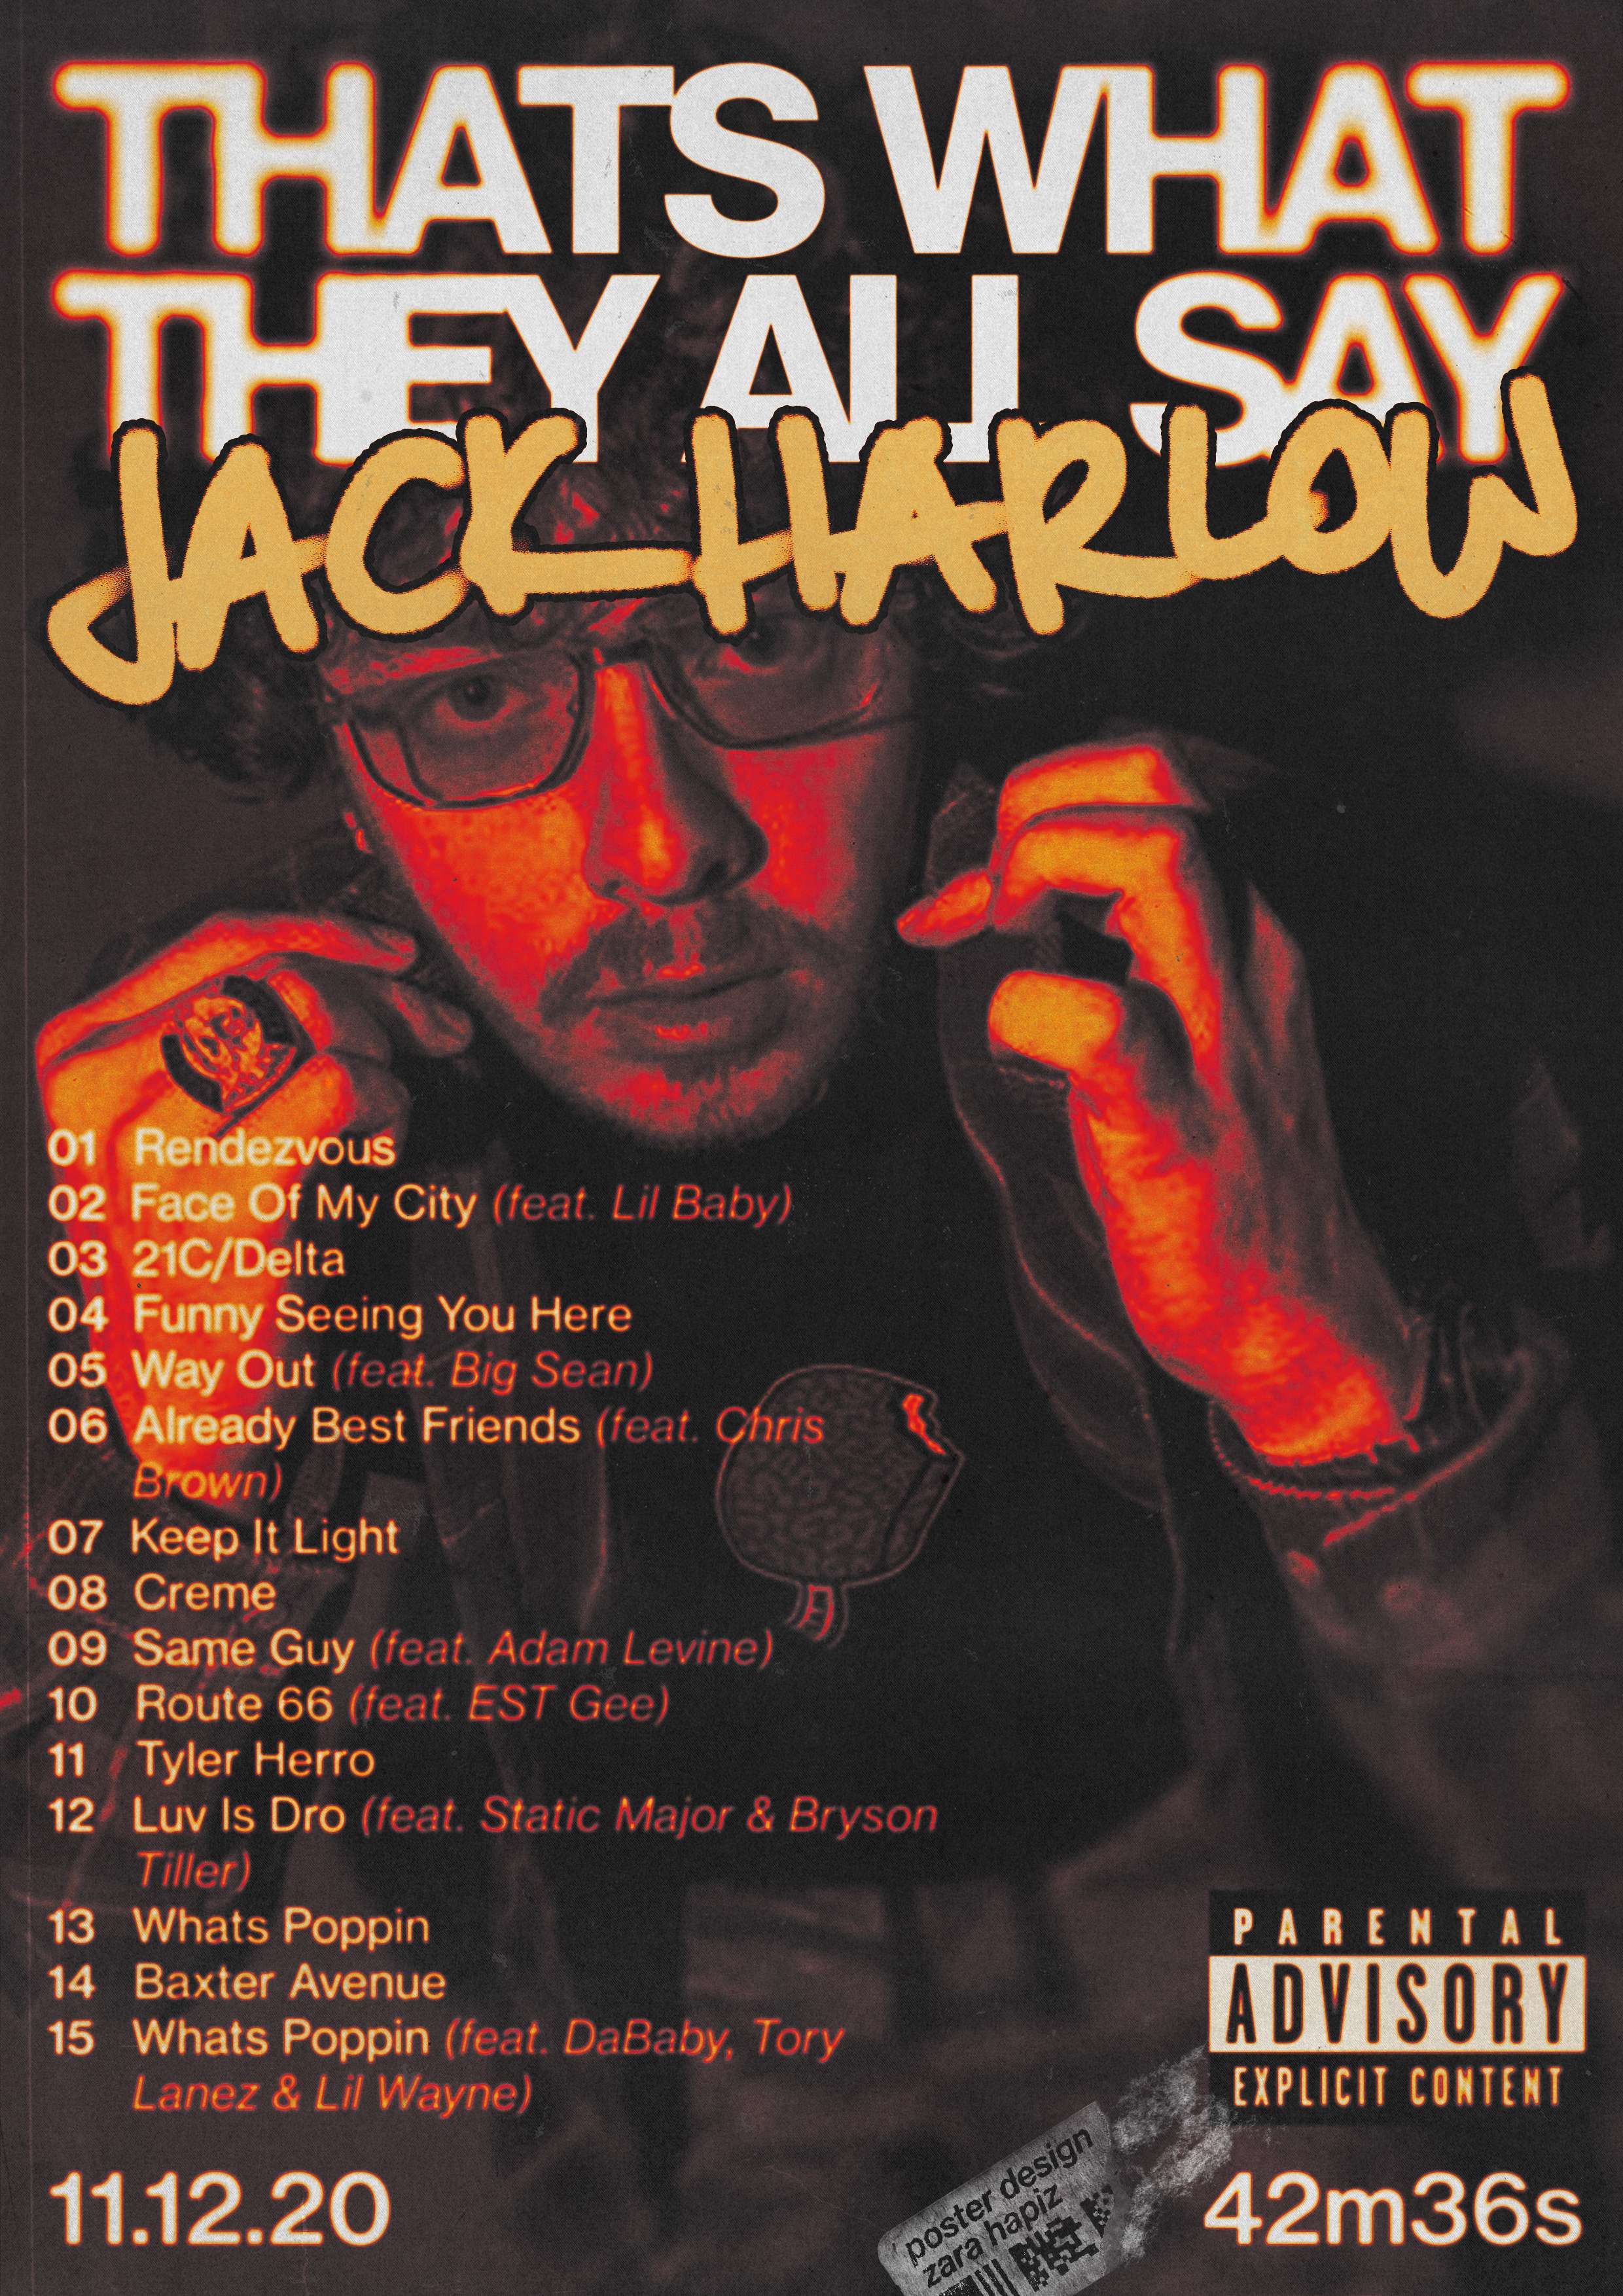 THATS WHAT
THEY ALL SAY
JACK HARLOW
01 Rendezvous
02 Face Of My City (feat. Lil Baby)
03 21C/Delta
04 Funny Seeing You Here
05 Way Out (feat. Big Sean)
06 Already Best Friends (feat. Chris
Brown)
07 Keep It Light
08 Creme
09 Same Guy (feat. Adam Levine)
10 Route 66 (feat. EST Gee)
11 Tyler Herro
12 Luv Is Dro (feat. Static Major & Bryson
Tiller)
13 Whats Poppin
14 Baxter Avenue
15 Whats Poppin (feat. DaBaby, Tory
Lanez & Lil Wayne)
PARENTAL
ADVISORY
EXPLICIT CONTENT
11.12.20
poster design
zara hapiz
42m36s